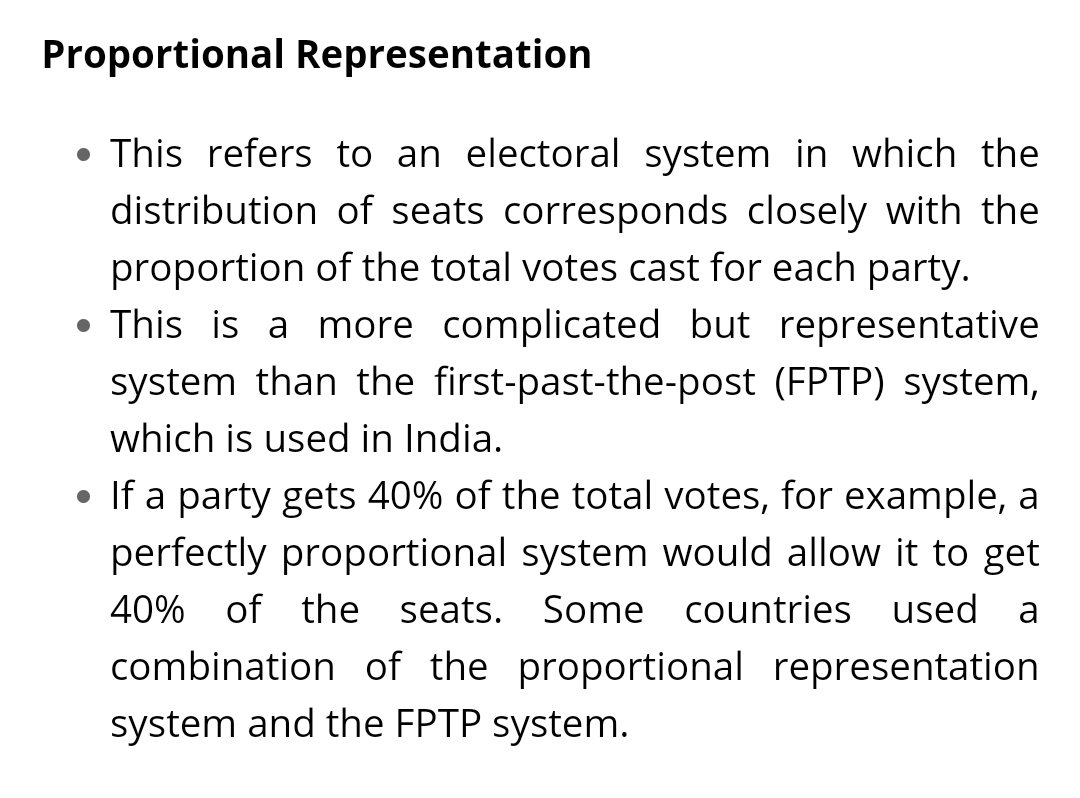 Proportional Representation
• This refers to an electoral system in which the
distribution of seats corresponds closely with the
proportion of the total votes cast for each party.
• This is a more complicated but representative
system than the first-past-the-post (FPTP) system,
which is used in India.
• If a party gets 40% of the total votes, for example, a
perfectly proportional system would allow it to get
40% of the seats. Some countries used a
combination of the proportional representation
system and the FPTP system.